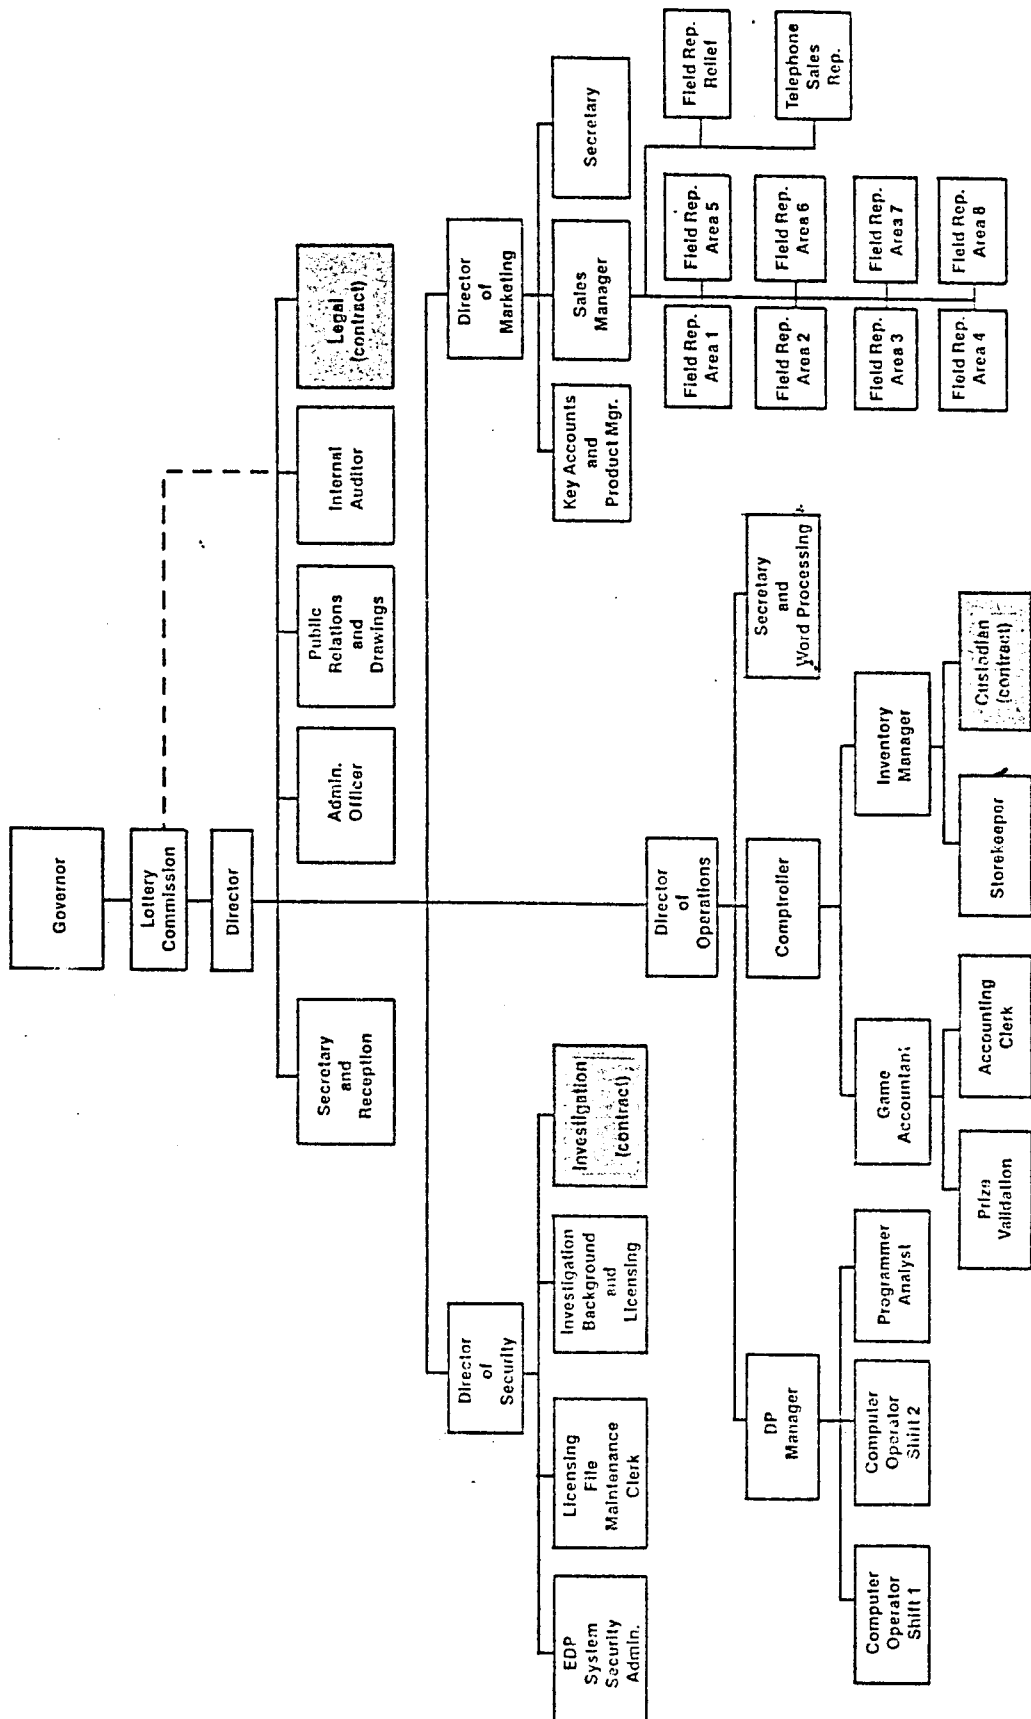 Governor
Lottery
Commission
Director
Secretary
and
Reception
Admin.
Officer
Public
Relations
and
Drawings
Internal
Auditor
Legal
(contract)
Director
of
Security
Director
of
Marketing
EDP
System
Security
Admin.
Licensing
File
Maintenance
Clerk
Investigation
Background
and
Licensing
Investigation
(contract)
Key Accounts
and
Product Mgr.
Sales
Manager
Secretary
Director
of
Operations
Field Rep.
Area 1
Field Rep.
Area 5
Field Rep.
Relief
Field Rep.
Area 2
Field Rep.
Area 6
Telephone
Sales
Rep.
Field Rep.
Area 3
Field Rep.
Area 7
Field Rep.
Area 4
Field Rep.
Area 8
DP
Manager
Comptroller
Secretary
and
Word Processing
Computer
Operator
Shift 1
Computer
Operator
Shift 2
Programmer
Analyst
Game
Accountant
Inventory
Manager
Prize
Validation
Accounting
Clerk
Storekeeper
Custodian
(contract)